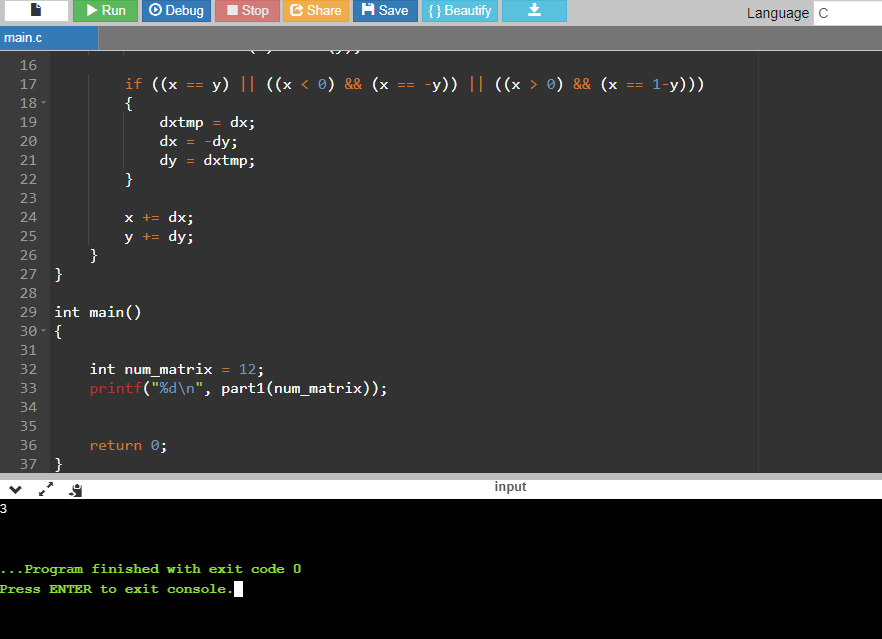 Run Debug Stop Share Save { } Beautify Language C
main.c
16
17 if ((x == y) || ((x < 0) && (x == -y)) || ((x > 0) && (x == 1-y)))
18 {
19 dxtmp = dx;
20 dx = -dy;
21 dy = dxtmp;
22 }
23
24 x += dx;
25 y += dy;
26 }
27 }
28
29 int main()
30 {
31
32 int num_matrix = 12;
33 printf("%d\n", part1(num_matrix));
34
35
36 return 0;
37 }
input
3
...Program finished with exit code 0
Press ENTER to exit console.